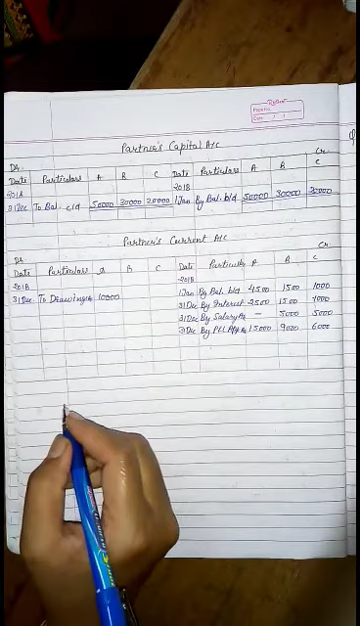 Partner's Capital A/c
Dr. Cr.
Date Particulars A B C Date Particulars A B C
2018 2018
31 Dec To Bal. c/d 50000 30000 20000 1 Jan By Bal. b/d 50000 30000 20000
Partner's Current A/c
Dr Cr.
Date Particulars A B C Date Particulars A B C
2018 2018
31 Dec To Drawing A/c 10000 1 Jan By Bal. b/d 4500 1500 1000
31 Dec By Interest 2500 1500 1000
31 Dec By Salary A/c — 5000 5000
31 Dec By P/L App A/c 15000 9000 6000